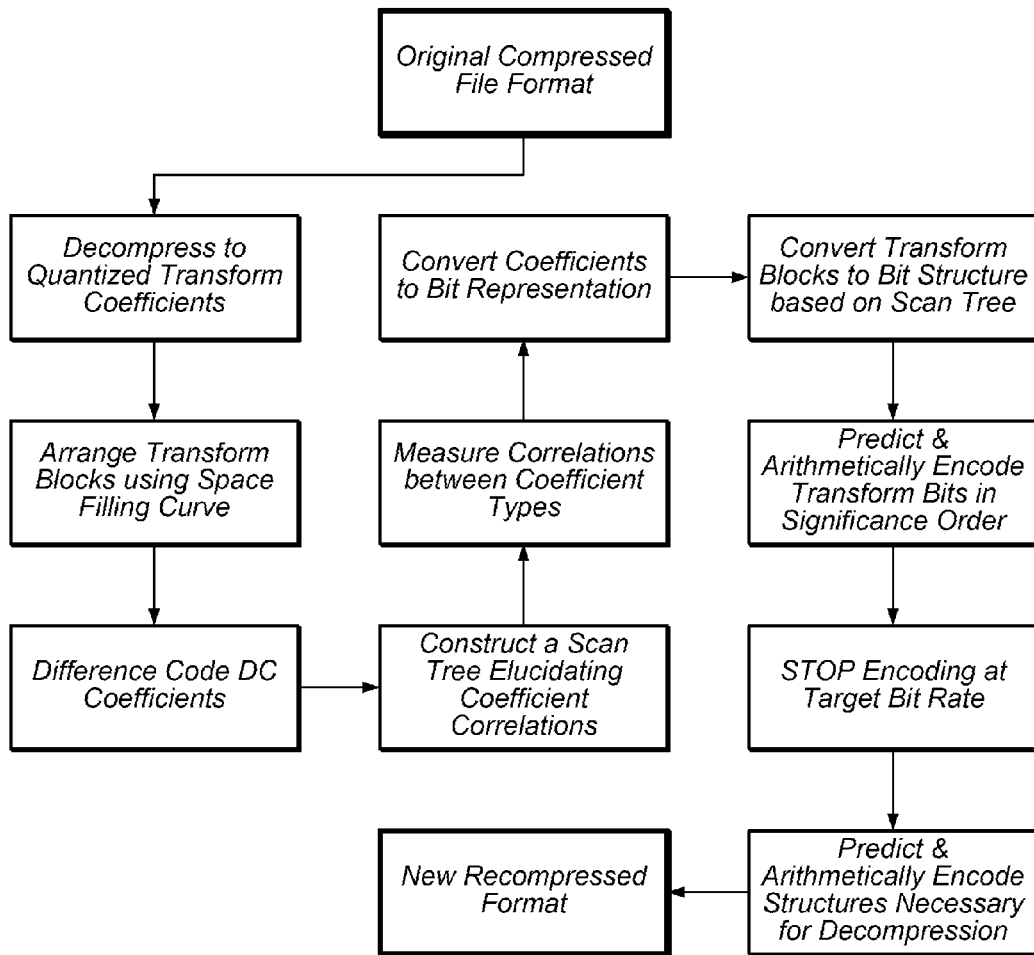 Original Compressed
File Format
Decompress to
Quantized Transform
Coefficients
Arrange Transform
Blocks using Space
Filling Curve
Difference Code DC
Coefficients
Construct a Scan
Tree Elucidating
Coefficient
Correlations
Measure Correlations
between Coefficient
Types
Convert Coefficients
to Bit Representation
Convert Transform
Blocks to Bit Structure
based on Scan Tree
Predict &
Arithmetically Encode
Transform Bits in
Significance Order
STOP Encoding at
Target Bit Rate
Predict &
Arithmetically Encode
Structures Necessary
for Decompression
New Recompressed
Format